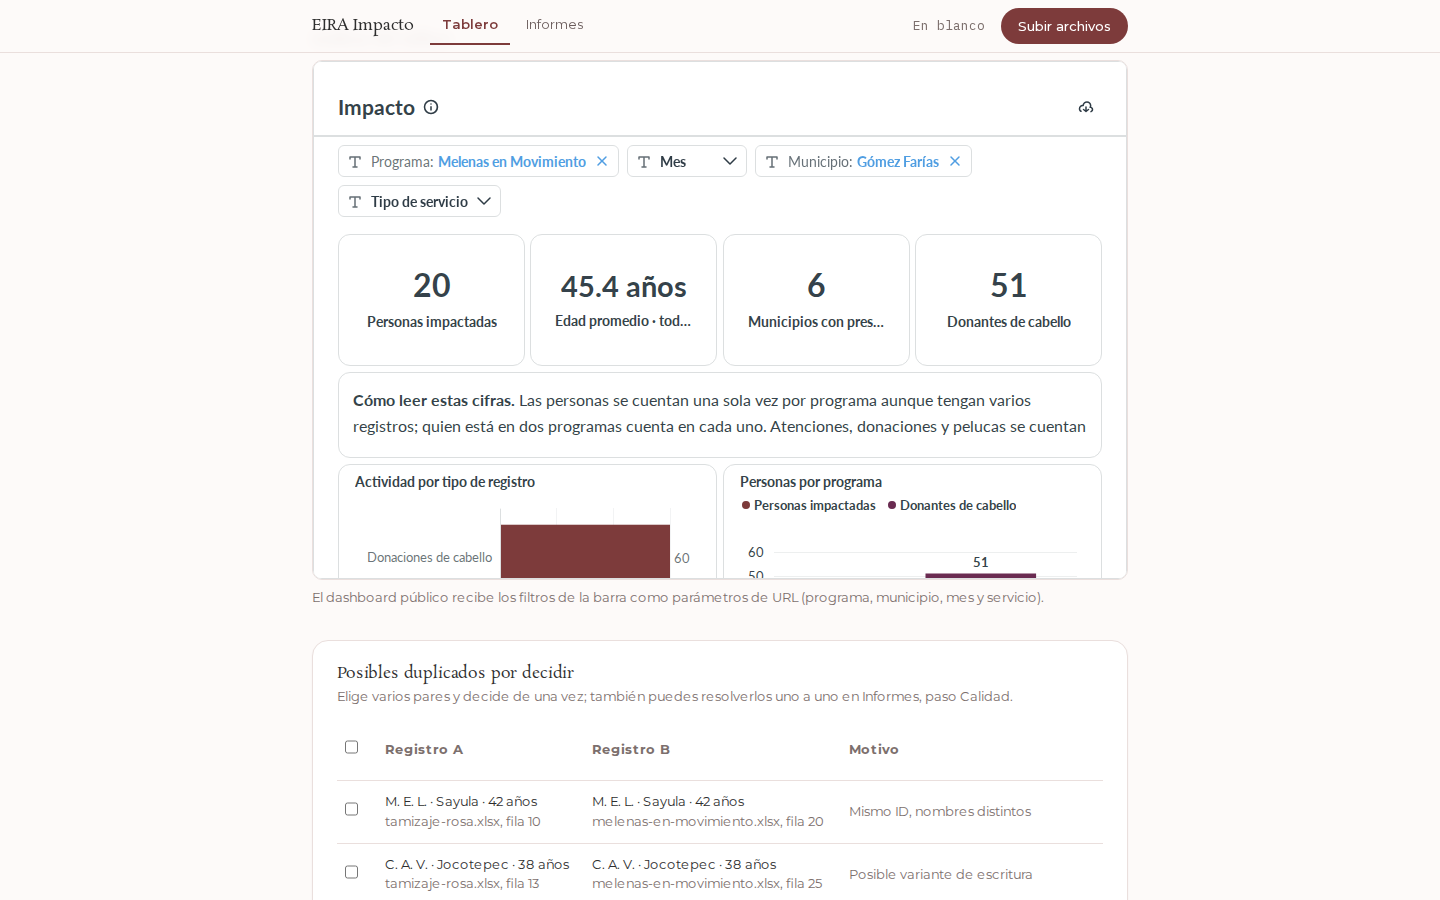 EIRA Impacto
Tablero
Informes
En blanco
Subir archivos
Impacto
Programa: Melenas en Movimiento
Mes
Municipio: Gómez Farías
Tipo de servicio
20
Personas impactadas
45.4 años
Edad promedio · tod...
6
Municipios con pres...
51
Donantes de cabello
Cómo leer estas cifras. Las personas se cuentan una sola vez por programa aunque tengan varios
registros; quien está en dos programas cuenta en cada uno. Atenciones, donaciones y pelucas se cuentan
Actividad por tipo de registro
Donaciones de cabello
60
Personas por programa
Personas impactadas
Donantes de cabello
60
51
50
El dashboard público recibe los filtros de la barra como parámetros de URL (programa, municipio, mes y servicio).
Posibles duplicados por decidir
Elige varios pares y decide de una vez; también puedes resolverlos uno a uno en Informes, paso Calidad.
Registro A
Registro B
Motivo
M. E. L. · Sayula · 42 años
tamizaje-rosa.xlsx, fila 10
M. E. L. · Sayula · 42 años
melenas-en-movimiento.xlsx, fila 20
Mismo ID, nombres distintos
C. A. V. · Jocotepec · 38 años
tamizaje-rosa.xlsx, fila 13
C. A. V. · Jocotepec · 38 años
melenas-en-movimiento.xlsx, fila 25
Posible variante de escritura